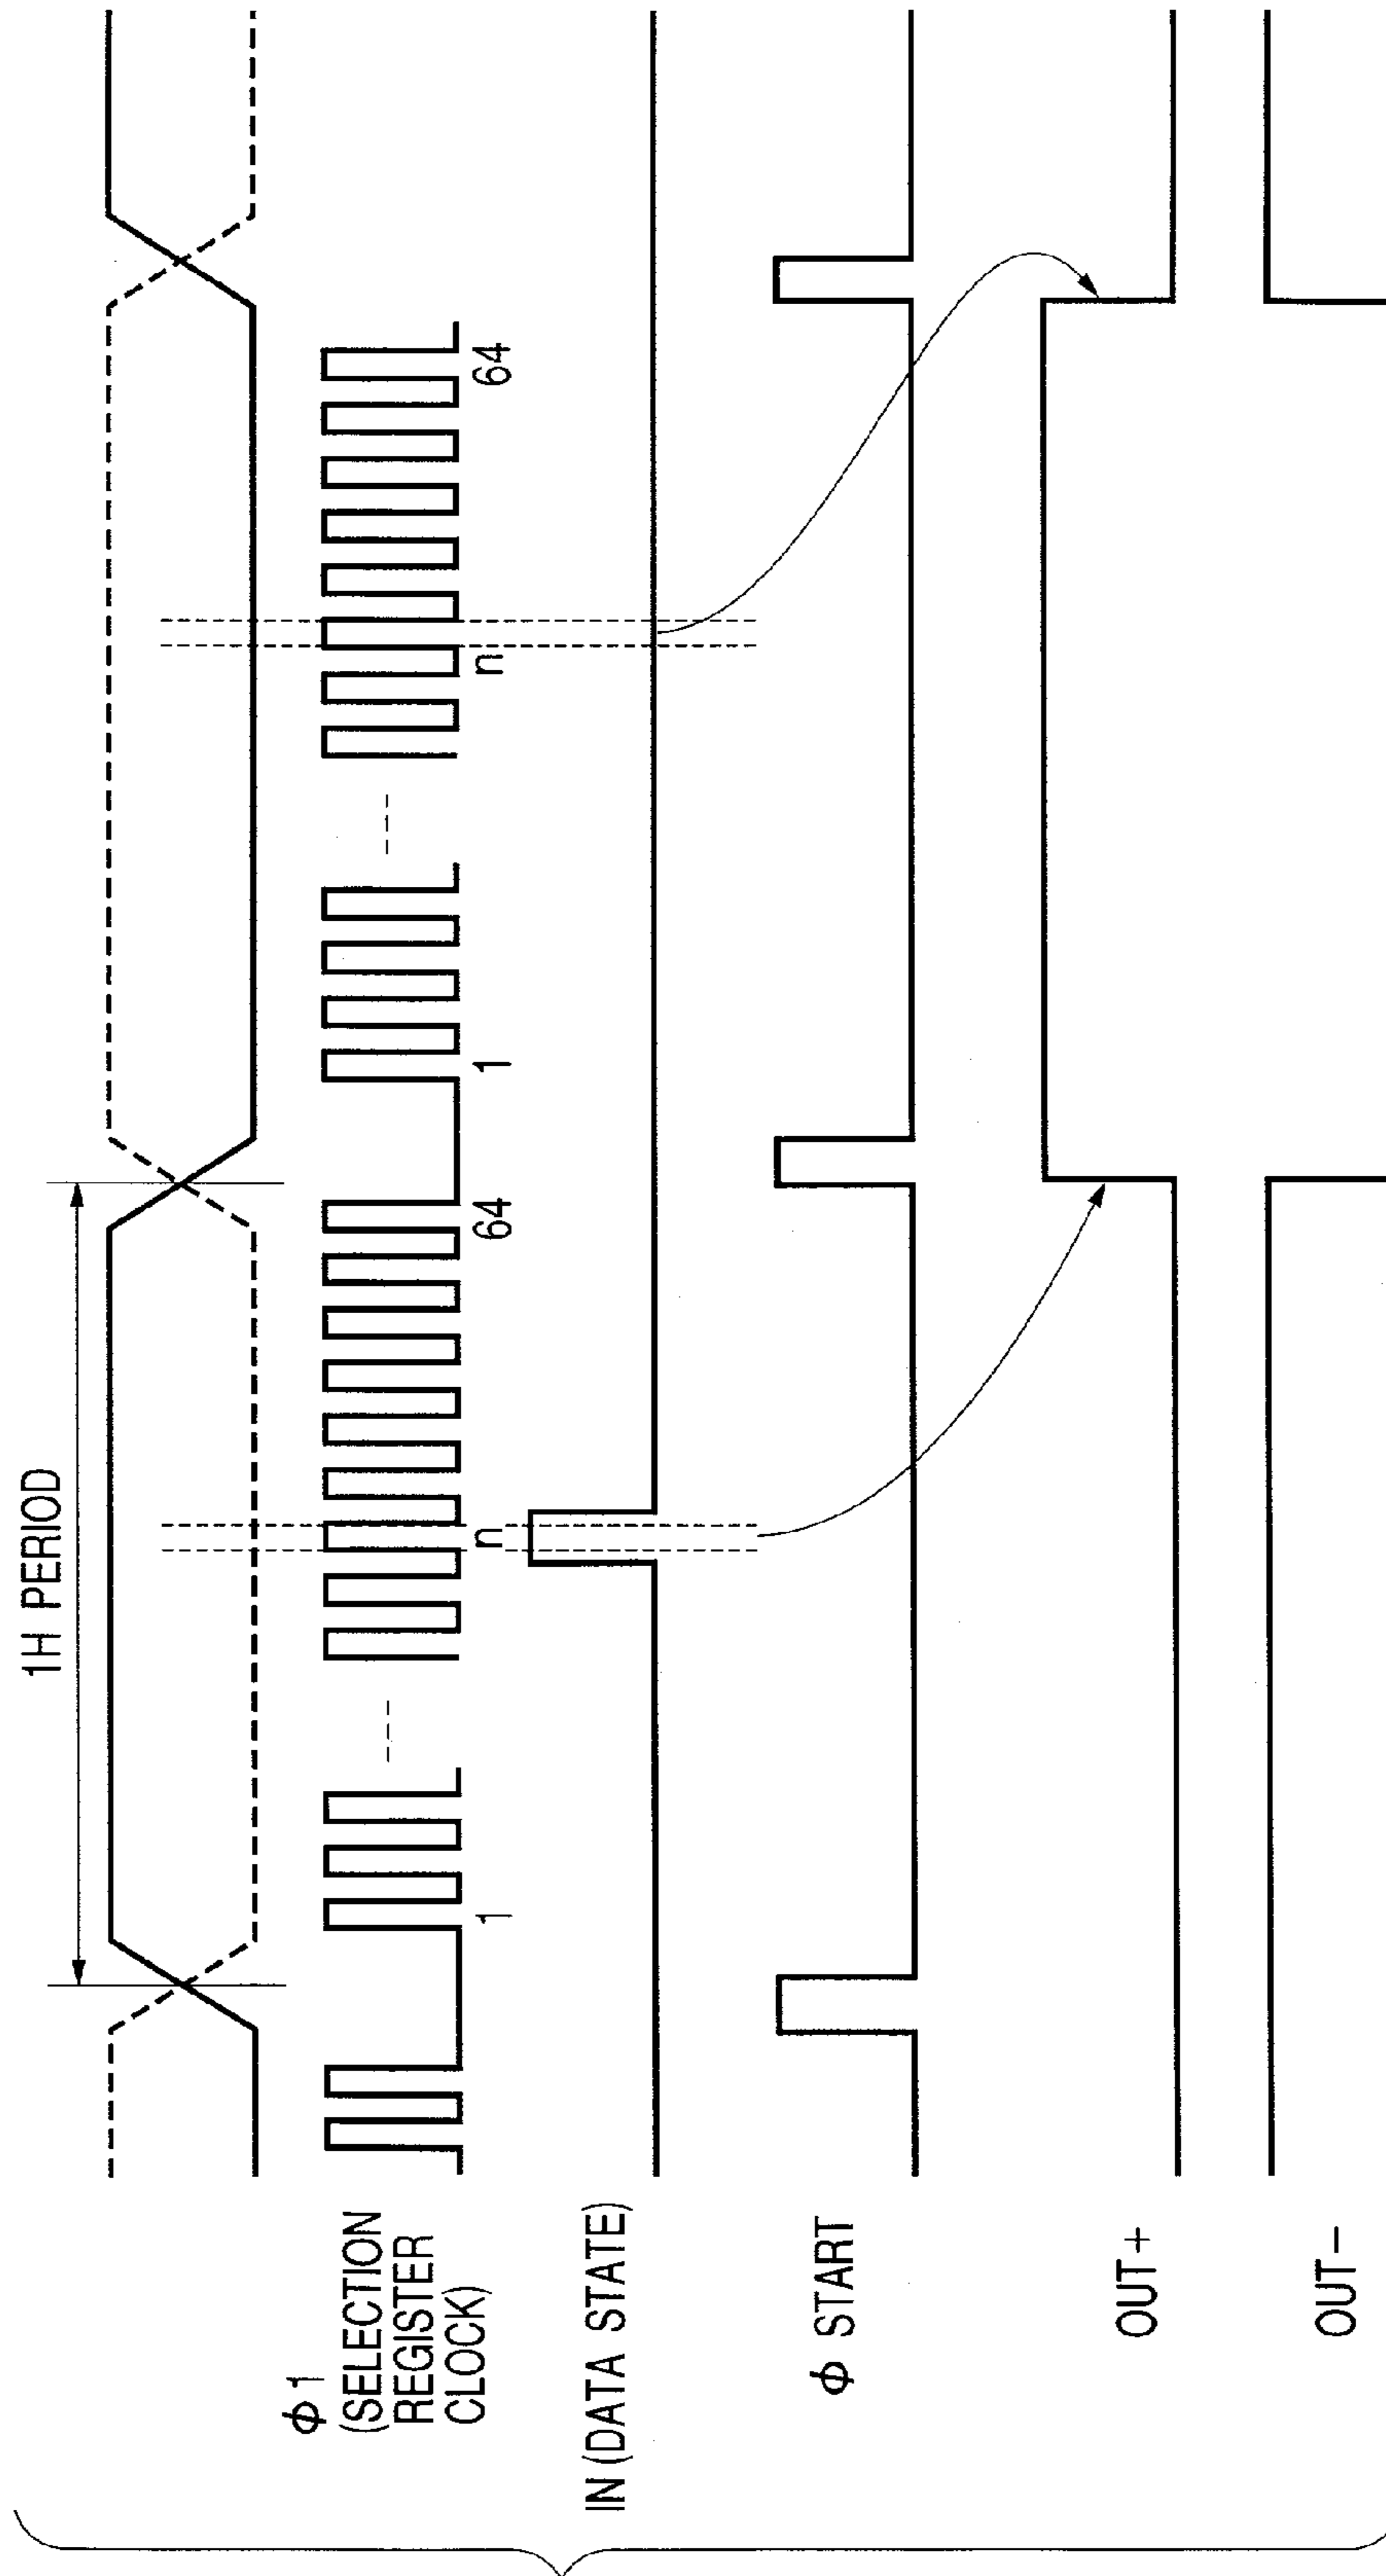 1H PERIOD
ϕ1
(SELECTION
REGISTER
CLOCK)
1
n
64
1
n
64
IN (DATA STATE)
ϕ START
OUT+
OUT-